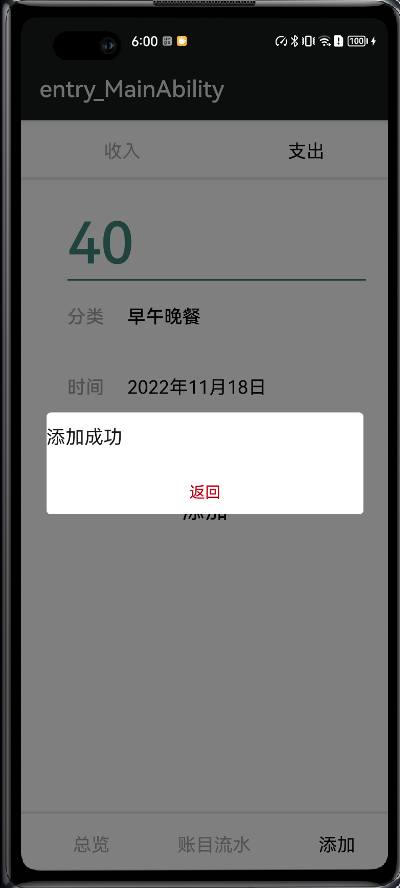 6:00
100
entry_MainAbility
收入 支出
40
分类 早午晚餐
时间 2022年11月18日
添加成功
返回
添加
总览 账目流水 添加